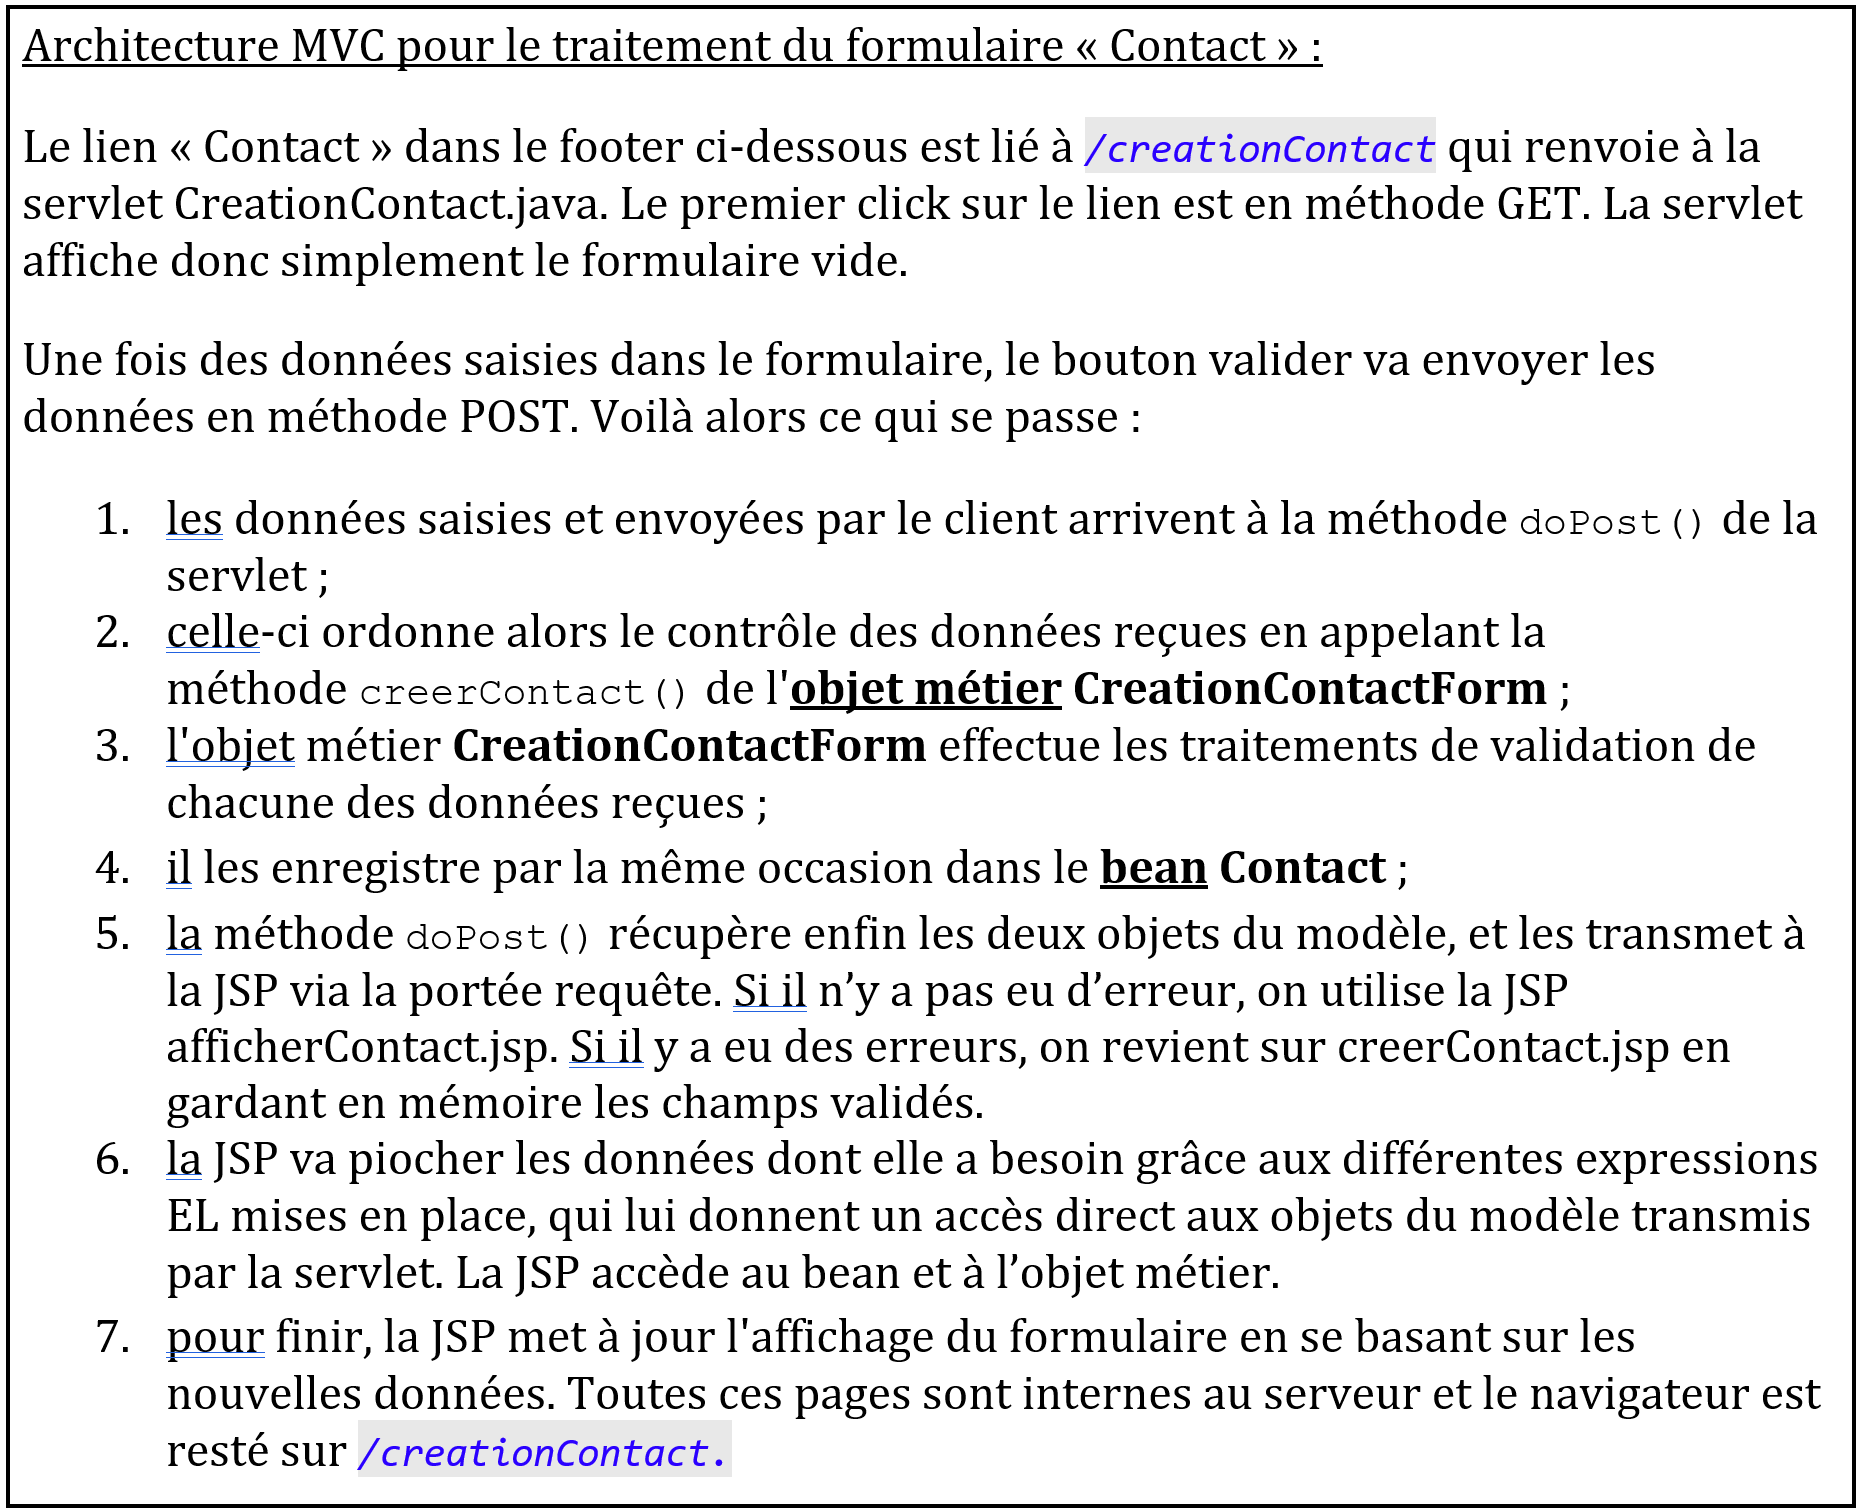 Architecture MVC pour le traitement du formulaire « Contact » :
Le lien « Contact » dans le footer ci-dessous est lié à /creationContact qui renvoie à la
servlet CreationContact.java. Le premier click sur le lien est en méthode GET. La servlet
affiche donc simplement le formulaire vide.
Une fois des données saisies dans le formulaire, le bouton valider va envoyer les
données en méthode POST. Voilà alors ce qui se passe :
1. les données saisies et envoyées par le client arrivent à la méthode doPost() de la
servlet ;
2. celle-ci ordonne alors le contrôle des données reçues en appelant la
méthode creerContact() de l'objet métier CreationContactForm ;
3. l'objet métier CreationContactForm effectue les traitements de validation de
chacune des données reçues ;
4. il les enregistre par la même occasion dans le bean Contact ;
5. la méthode doPost() récupère enfin les deux objets du modèle, et les transmet à
la JSP via la portée requête. Si il n’y a pas eu d’erreur, on utilise la JSP
afficherContact.jsp. Si il y a eu des erreurs, on revient sur creerContact.jsp en
gardant en mémoire les champs validés.
6. la JSP va piocher les données dont elle a besoin grâce aux différentes expressions
EL mises en place, qui lui donnent un accès direct aux objets du modèle transmis
par la servlet. La JSP accède au bean et à l’objet métier.
7. pour finir, la JSP met à jour l'affichage du formulaire en se basant sur les
nouvelles données. Toutes ces pages sont internes au serveur et le navigateur est
resté sur /creationContact.